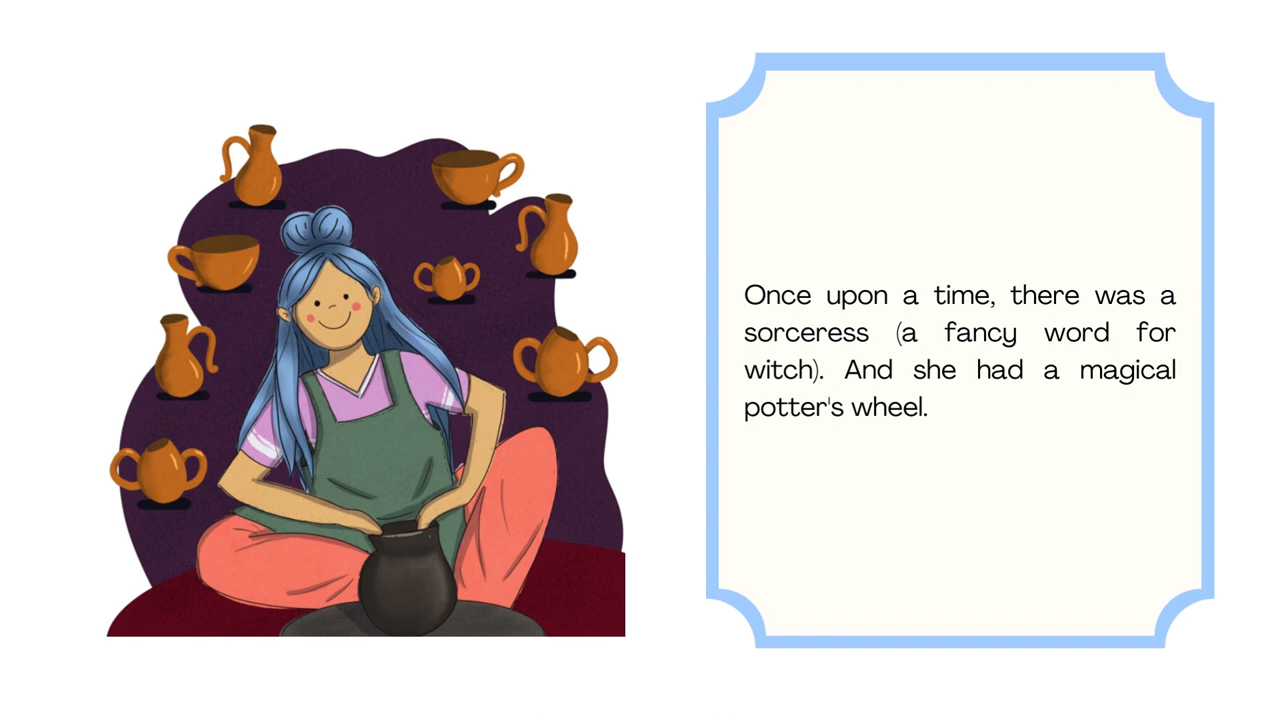 Once upon a time, there was a
sorceress (a fancy word for
witch). And she had a magical
potter's wheel.